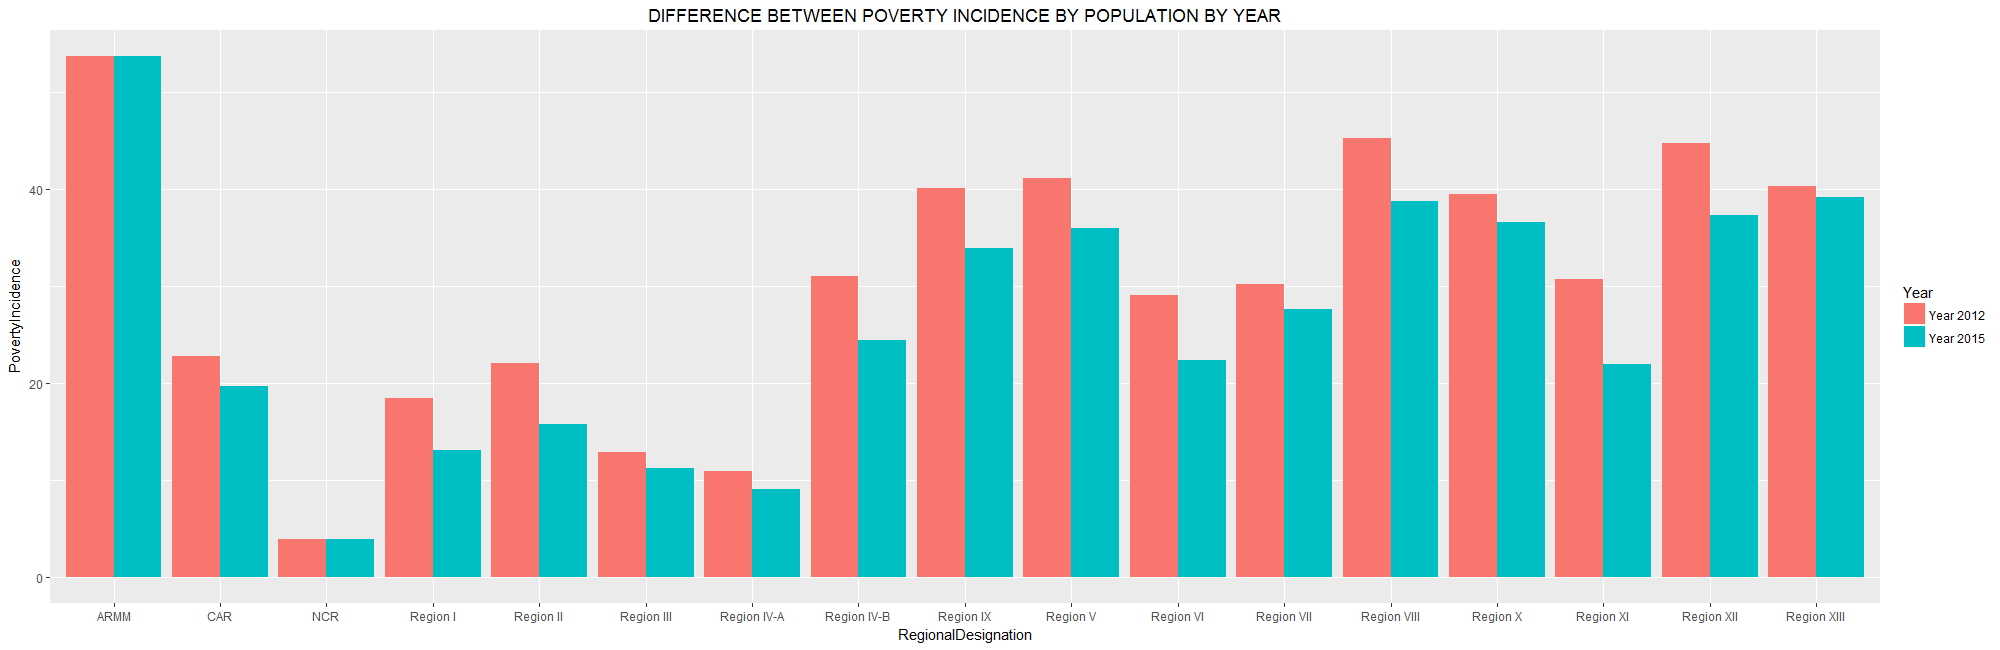 DIFFERENCE BETWEEN POVERTY INCIDENCE BY POPULATION BY YEAR
PovertyIncidence
40
20
0
ARMM CAR NCR Region I Region II Region III Region IV-A Region IV-B Region IX Region V Region VI Region VII Region VIII Region X Region XI Region XII Region XIII
RegionalDesignation
Year
Year 2012
Year 2015